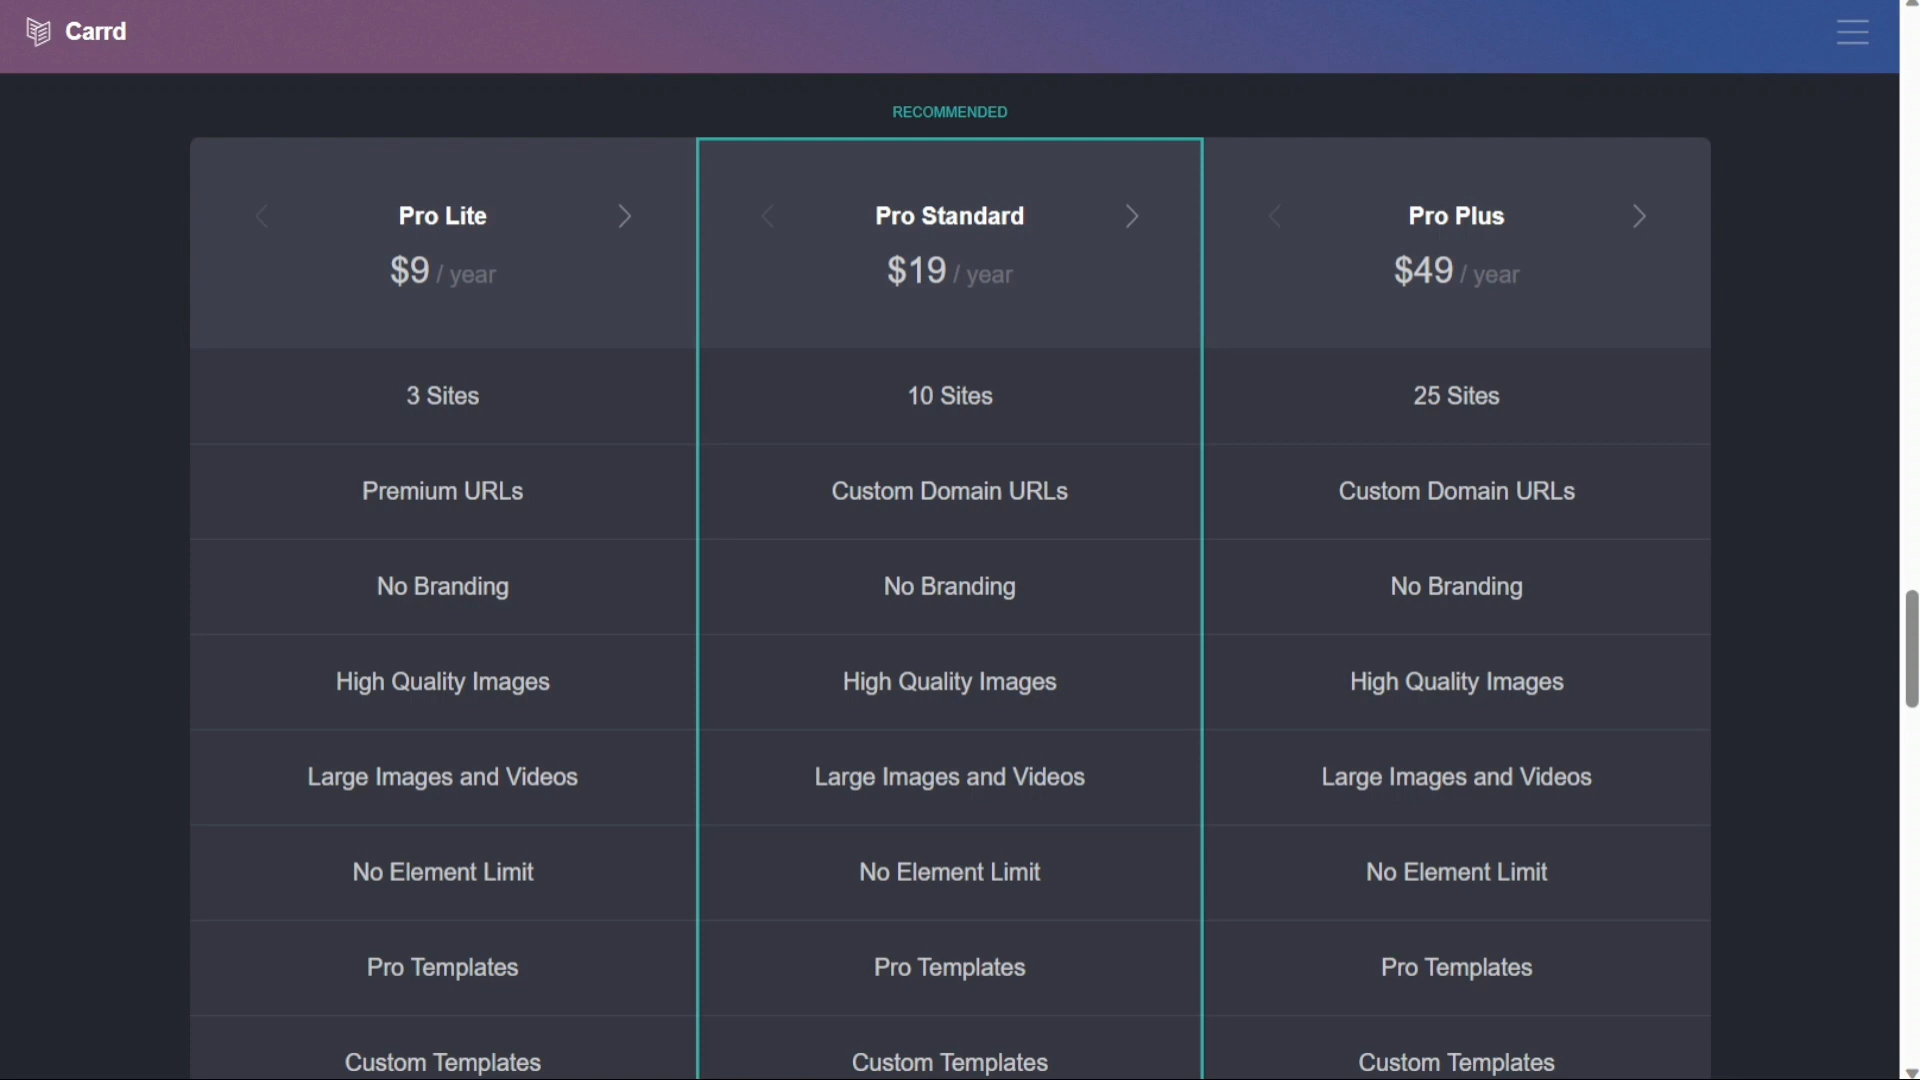 Carrd
RECOMMENDED
Pro Lite
Pro Standard
Pro Plus
$9 / year
$19 / year
$49 / year
3 Sites
10 Sites
25 Sites
Premium URLs
Custom Domain URLs
Custom Domain URLs
No Branding
No Branding
No Branding
High Quality Images
High Quality Images
High Quality Images
Large Images and Videos
Large Images and Videos
Large Images and Videos
No Element Limit
No Element Limit
No Element Limit
Pro Templates
Pro Templates
Pro Templates
Custom Templates
Custom Templates
Custom Templates